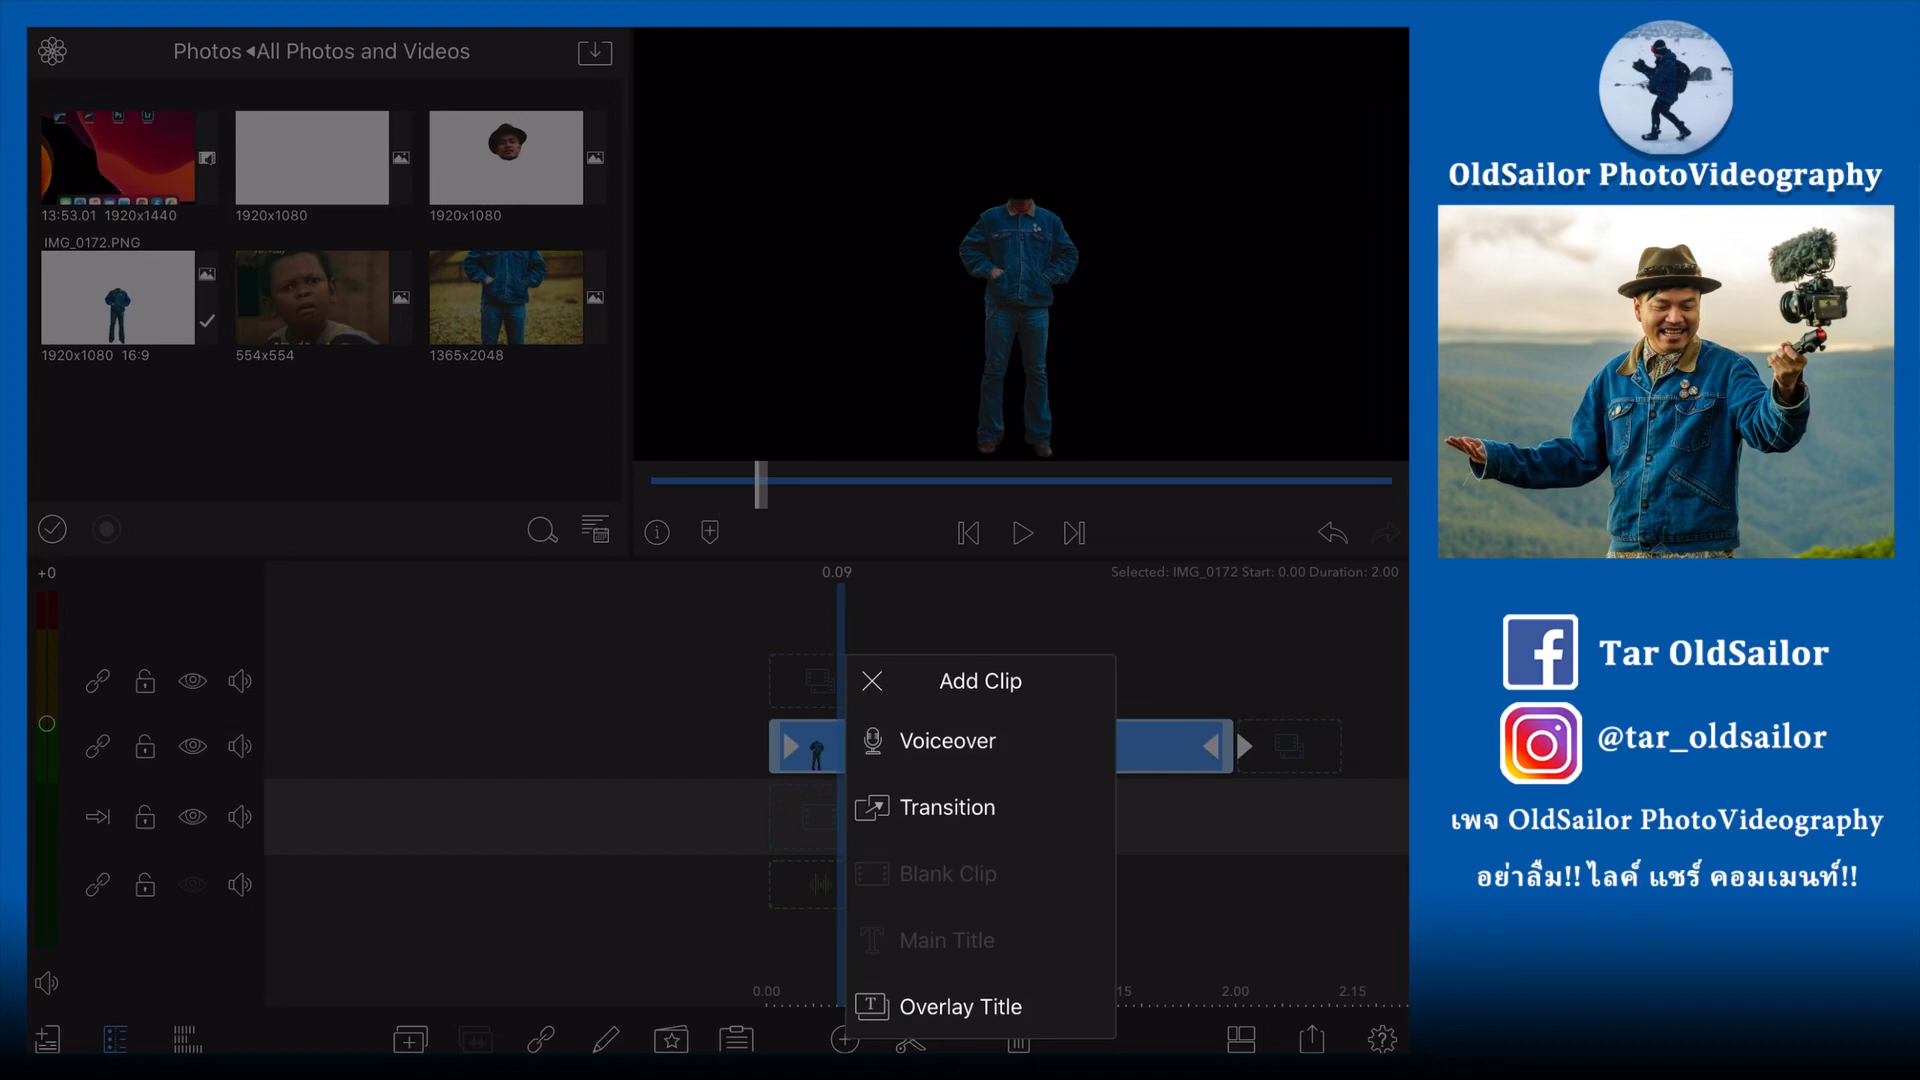 Photos ◂All Photos and Videos
Ps Lr
13:53.01 1920x1440
1920x1080
1920x1080
IMG_0172.PNG
1920x1080 16:9
554x554
1365x2048
+0
0.09
Selected: IMG_0172 Start: 0.00 Duration: 2.00
Add Clip
Voiceover
Transition
Blank Clip
Main Title
Overlay Title
0.00
15
2.00
2.15
OldSailor PhotoVideography
Tar OldSailor
@tar_oldsailor
เพจ OldSailor PhotoVideography
อย่าลืม!! ไลค์ แชร์ คอมเมนท์!!